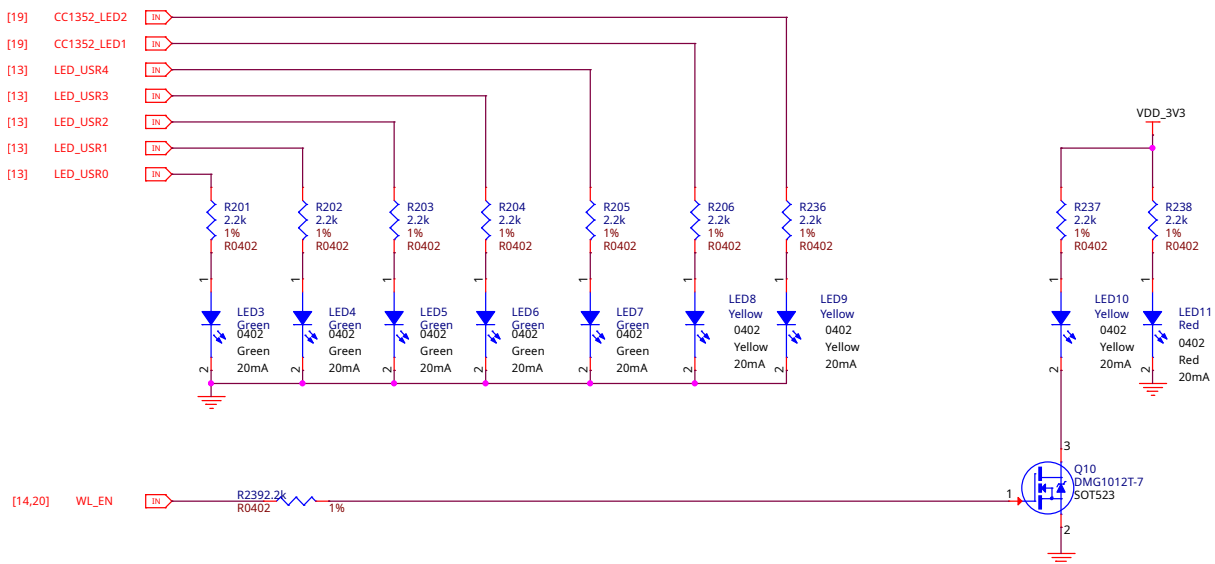 [19] CC1352_LED2 IN
[19] CC1352_LED1 IN
[13] LED_USR4 IN
[13] LED_USR3 IN
[13] LED_USR2 IN
[13] LED_USR1 IN
[13] LED_USR0 IN
VDD_3V3
R201
2.2k
1%
R0402
R202
2.2k
1%
R0402
R203
2.2k
1%
R0402
R204
2.2k
1%
R0402
R205
2.2k
1%
R0402
R206
2.2k
1%
R0402
R236
2.2k
1%
R0402
R237
2.2k
1%
R0402
R238
2.2k
1%
R0402
1
LED3
Green
0402
Green
20mA
2
1
LED4
Green
0402
Green
20mA
2
1
LED5
Green
0402
Green
20mA
2
1
LED6
Green
0402
Green
20mA
2
1
LED7
Green
0402
Green
20mA
2
1
LED8
Yellow
0402
Yellow
20mA
2
1
LED9
Yellow
0402
Yellow
20mA
2
1
LED10
Yellow
0402
Yellow
20mA
2
1
LED11
Red
0402
Red
20mA
2
[14,20] WL_EN IN
R239 2.2k
R0402 1%
3
1
Q10
DMG1012T-7
SOT523
2